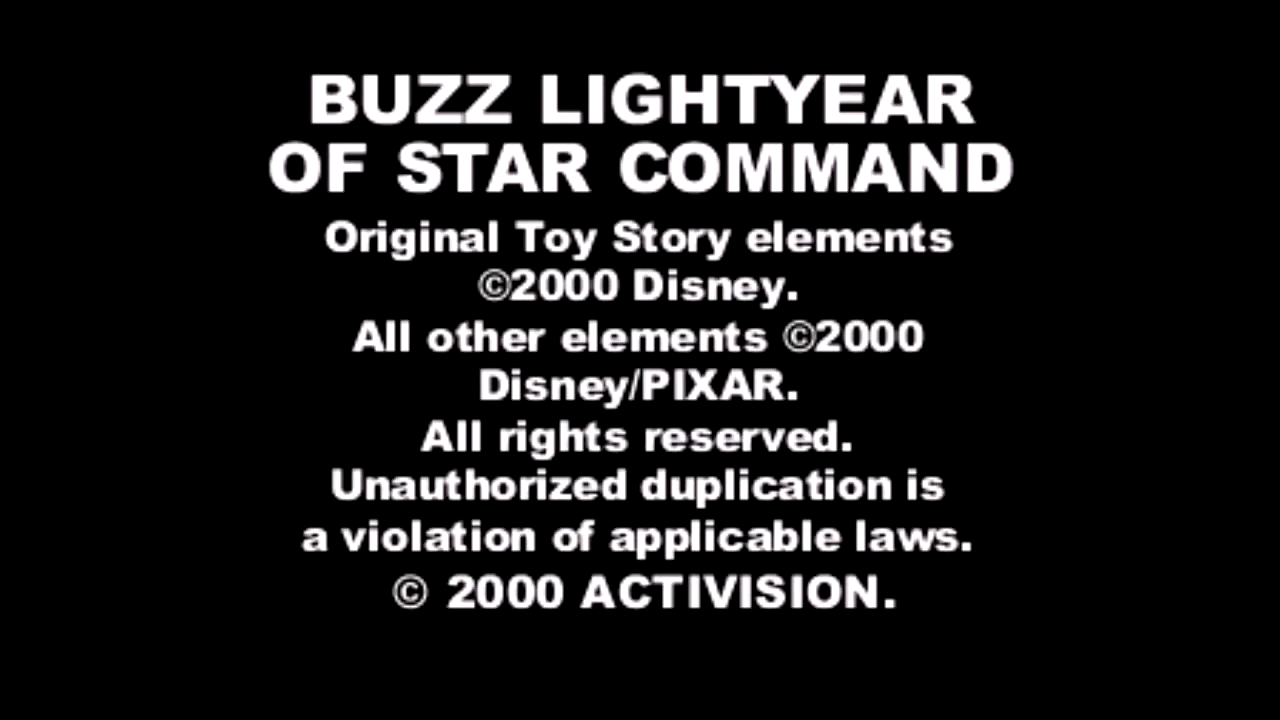 BUZZ LIGHTYEAR
OF STAR COMMAND
Original Toy Story elements
©2000 Disney.
All other elements ©2000
Disney/PIXAR.
All rights reserved.
Unauthorized duplication is
a violation of applicable laws.
© 2000 ACTIVISION.